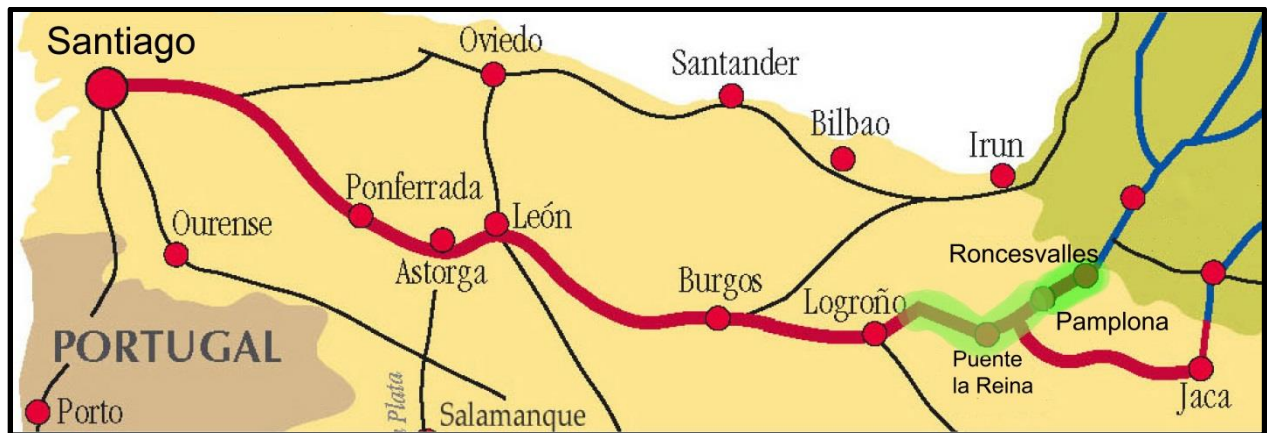 Santiago
Oviedo
Santander
Bilbao
Irun
Ponferrada
León
Ourense
Astorga
Roncesvalles
Burgos
Logroño
Pamplona
PORTUGAL
Puente
la Reina
Jaca
Porto
Plata
Salamanque